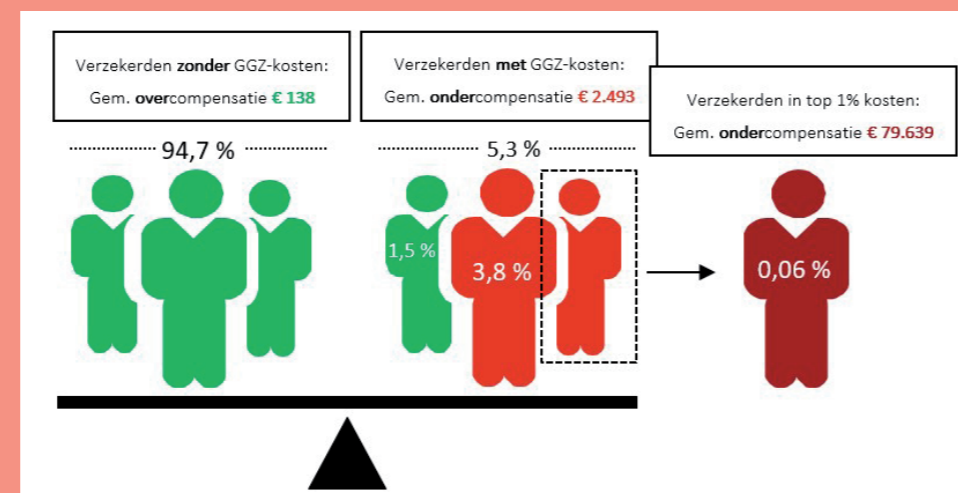 Verzekerden zonder GGZ-kosten:
Gem. overcompensatie € 138
Verzekerden met GGZ-kosten:
Gem. ondercompensatie € 2.493
Verzekerden in top 1% kosten:
Gem. ondercompensatie € 79.639
94,7 %
5,3 %
1,5 %
3,8 %
0,06 %